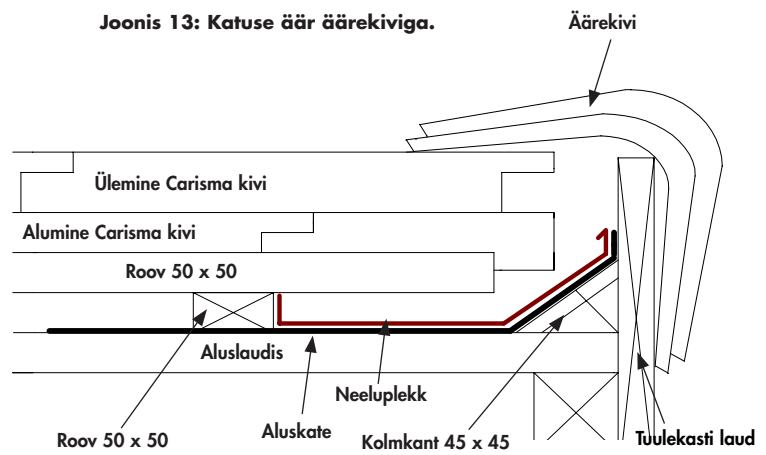 Joonis 13: Katuse äär äärekiviga.
Äärekivi
Ülemine Carisma kivi
Alumine Carisma kivi
Roov 50 x 50
Aluslaudis
Neeluplekk
Roov 50 x 50
Aluskate
Kolmkant 45 x 45
Tuulekasti laud